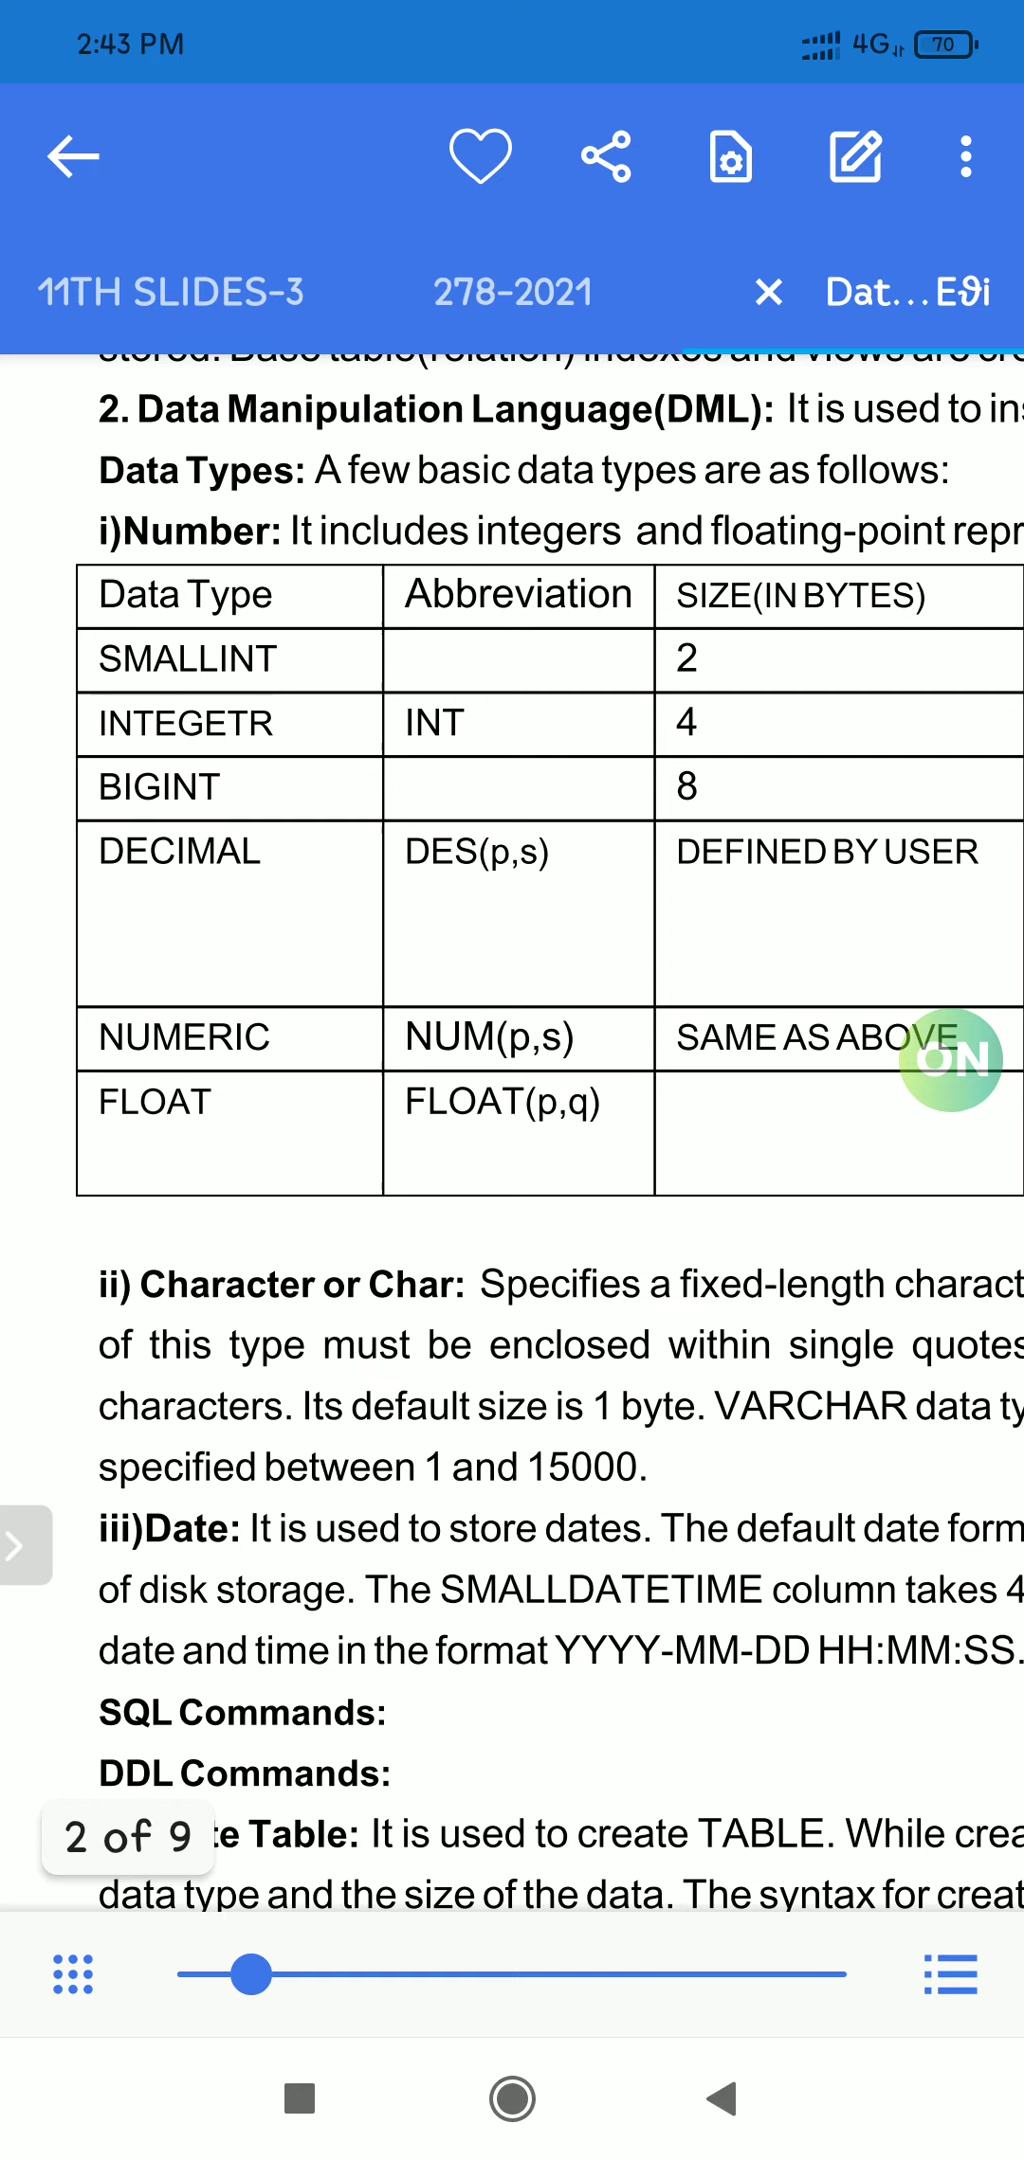 2:43 PM 4G 70
11TH SLIDES-3 278-2021 Dat...Eმi
2. Data Manipulation Language(DML): It is used to ins
Data Types: A few basic data types are as follows:
i)Number: It includes integers and floating-point repr
Data Type Abbreviation SIZE(IN BYTES)
SMALLINT 2
INTEGETR INT 4
BIGINT 8
DECIMAL DES(p,s) DEFINED BY USER
NUMERIC NUM(p,s) SAME AS ABOVE
ON
FLOAT FLOAT(p,q)
ii) Character or Char: Specifies a fixed-length charact
of this type must be enclosed within single quotes
characters. Its default size is 1 byte. VARCHAR data ty
specified between 1 and 15000.
iii)Date: It is used to store dates. The default date form
of disk storage. The SMALLDATETIME column takes 4
date and time in the format YYYY-MM-DD HH:MM:SS.
SQL Commands:
DDL Commands:
2 of 9 te Table: It is used to create TABLE. While crea
data type and the size of the data. The syntax for creat